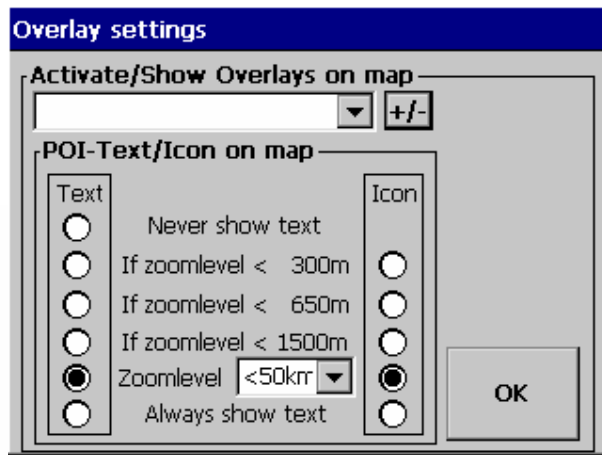 Overlay settings
Activate/Show Overlays on map
+/-
POI-Text/Icon on map
Text Icon
Never show text
If zoomlevel < 300m
If zoomlevel < 650m
If zoomlevel < 1500m
Zoomlevel <50kr
Always show text
OK